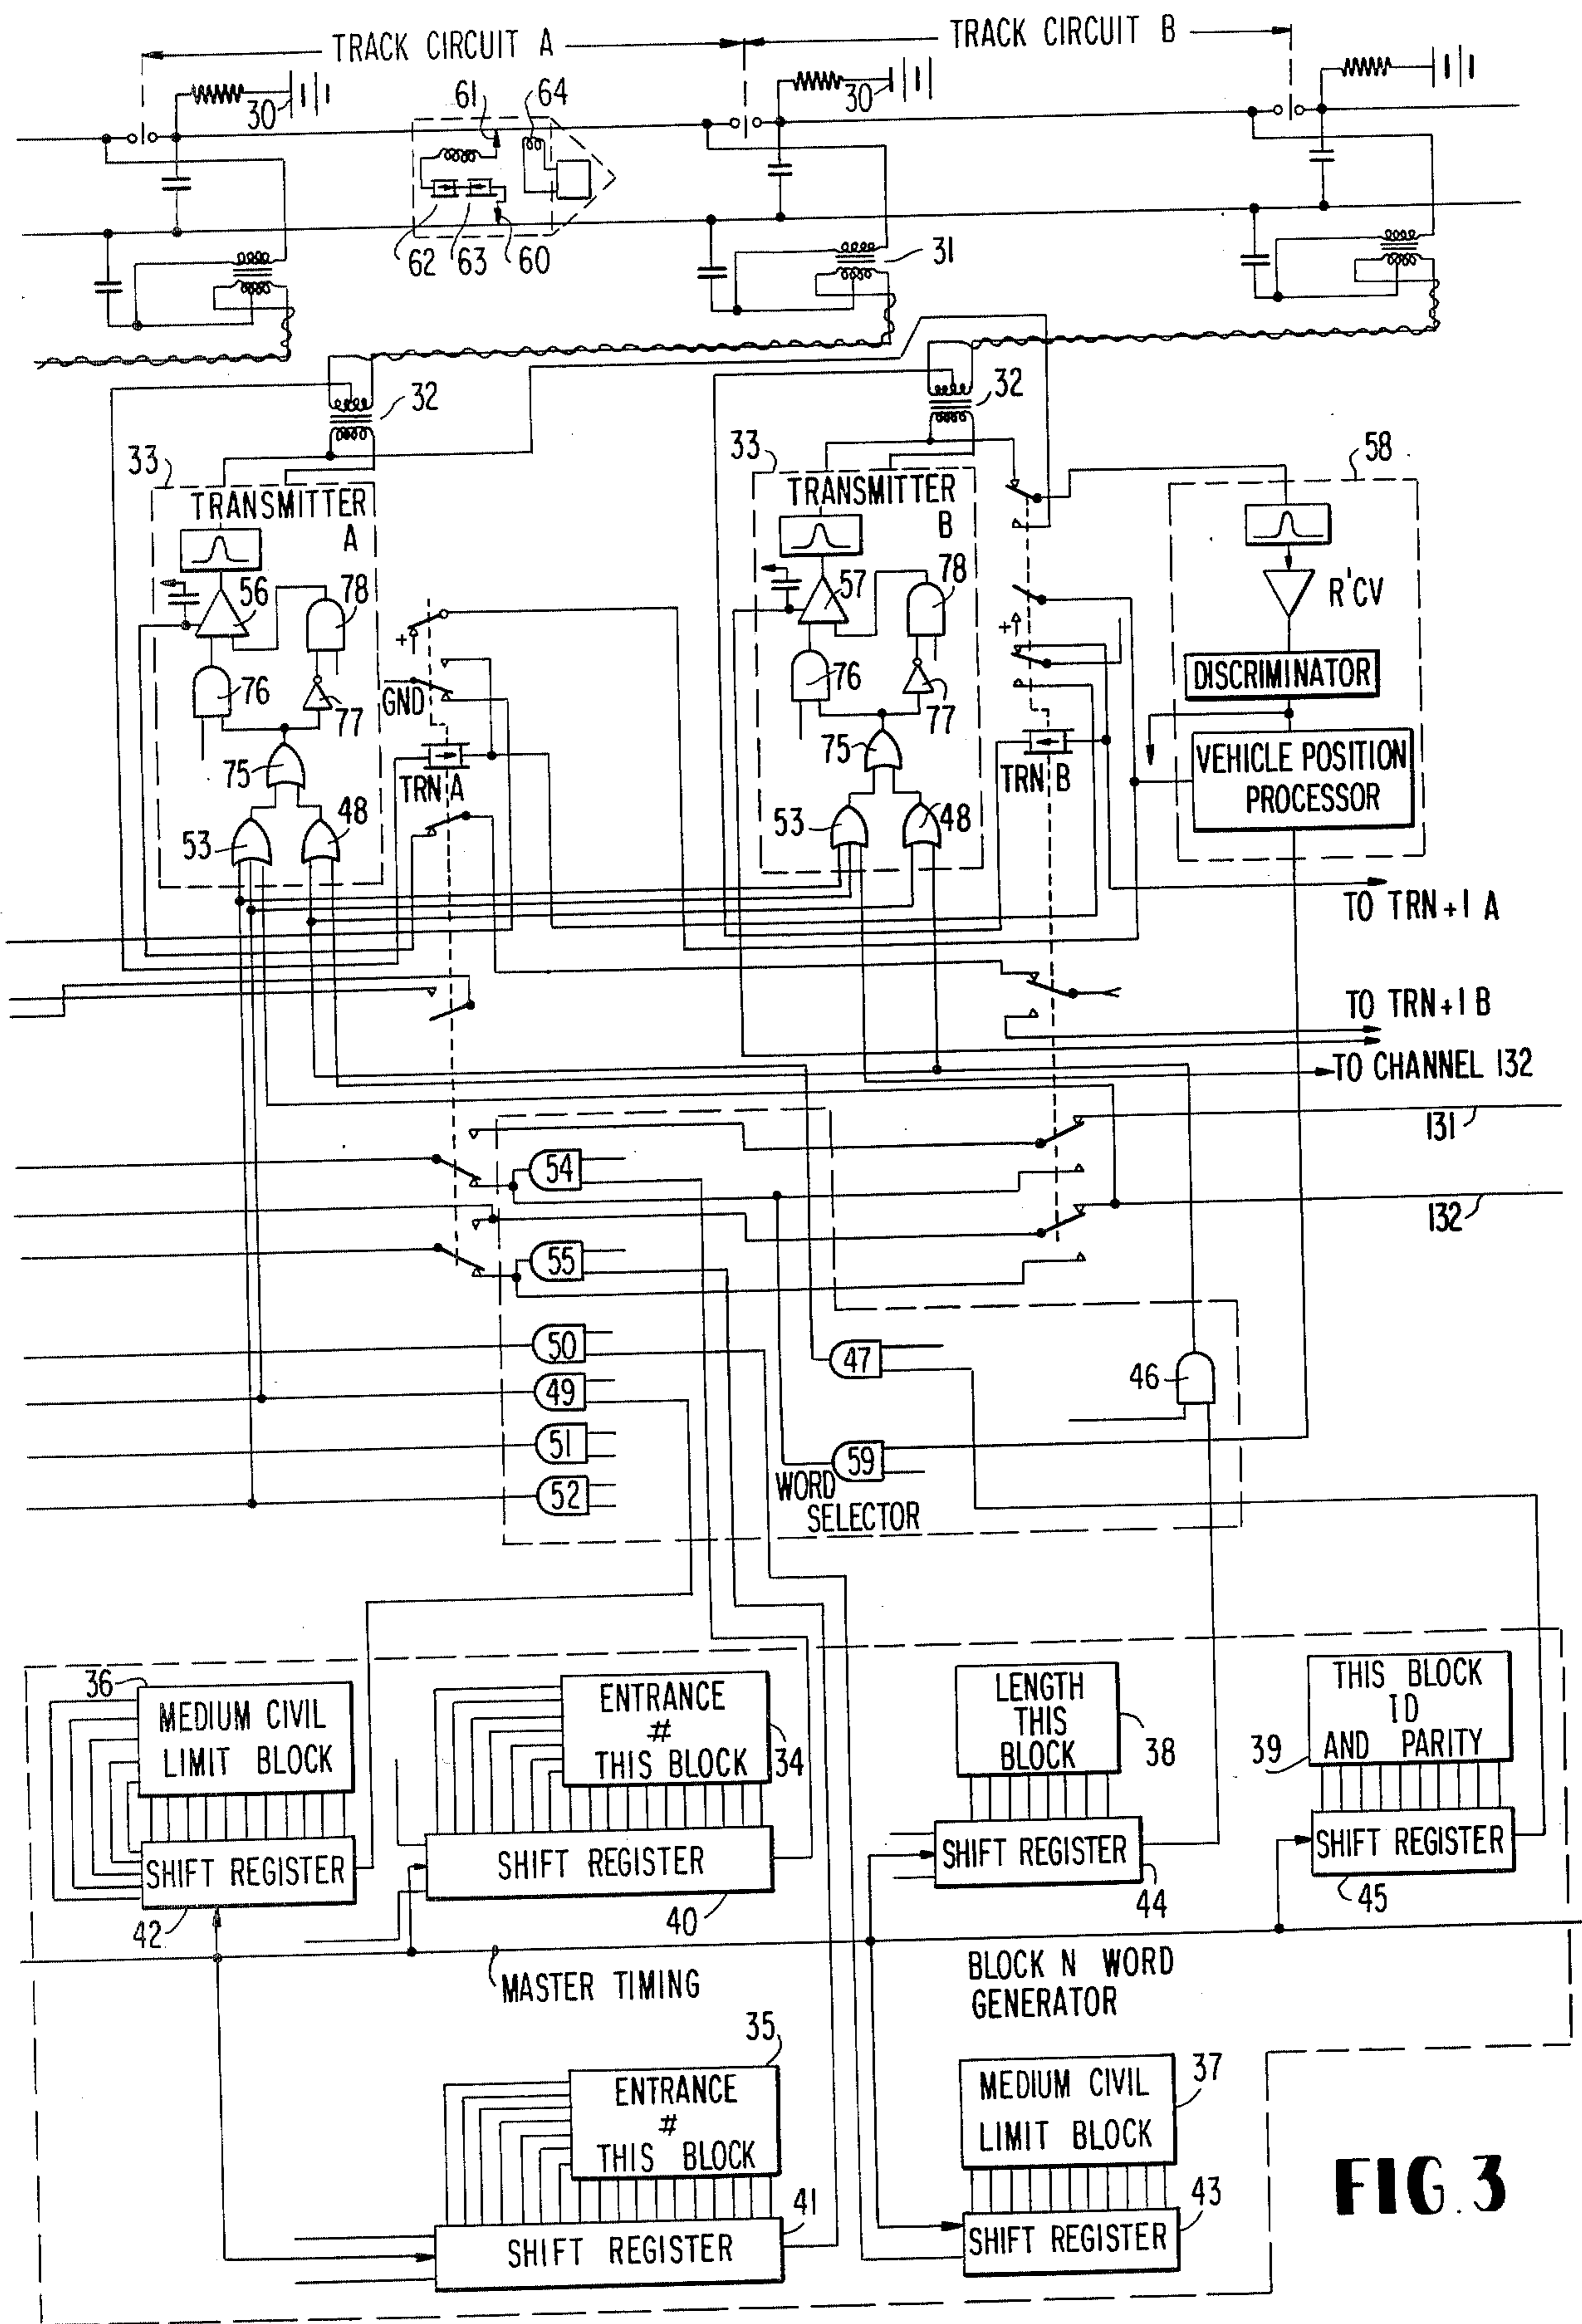 TRACK CIRCUIT A
TRACK CIRCUIT B
30
61
64
30
62
63
60
31
32
32
33
33
58
TRANSMITTER
A
TRANSMITTER
B
56
78
57
78
R'CV
+
+
76
77
GND
76
77
DISCRIMINATOR
75
TRN A
75
TRN B
VEHICLE POSITION
PROCESSOR
53
48
53
48
TO TRN+1 A
TO TRN+1 B
TO CHANNEL 132
131
54
132
55
50
47
46
49
51
59
52
WORD
SELECTOR
36
MEDIUM CIVIL
LIMIT BLOCK
ENTRANCE
#
THIS BLOCK
34
LENGTH
THIS
BLOCK
38
THIS BLOCK
ID
AND PARITY
39
SHIFT REGISTER
42
SHIFT REGISTER
40
SHIFT REGISTER
44
SHIFT REGISTER
45
MASTER TIMING
BLOCK N WORD
GENERATOR
35
ENTRANCE
#
THIS BLOCK
37
MEDIUM CIVIL
LIMIT BLOCK
41
SHIFT REGISTER
43
SHIFT REGISTER
FIG. 3